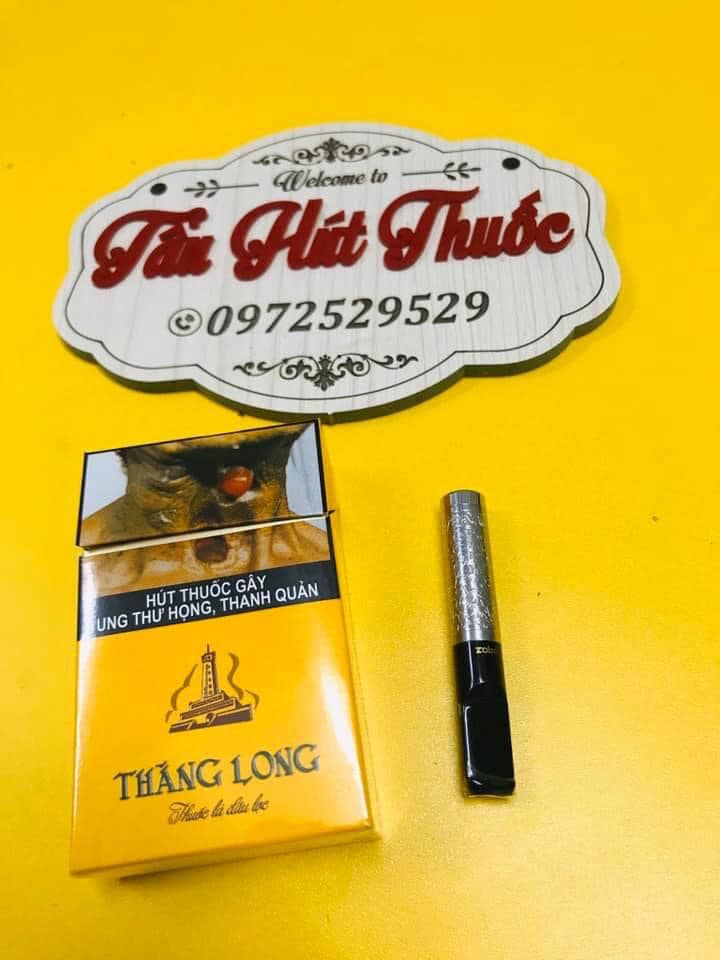 Welcome to
Tẩu Hút Thuốc
0972529529
HÚT THUỐC GÂY
UNG THƯ HỌNG, THANH QUẢN
THĂNG LONG
Thuốc lá đầu lọc